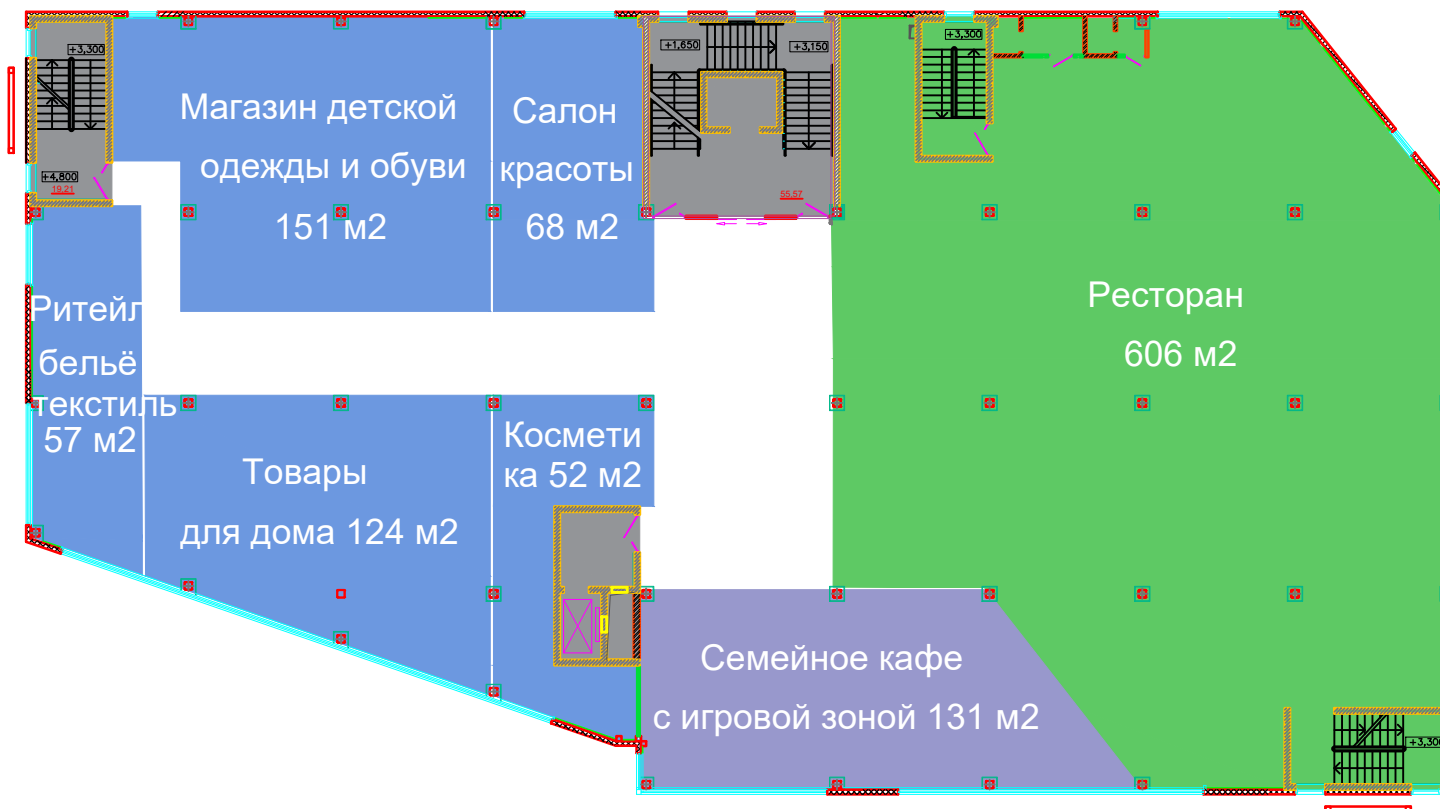 +3,300
+1,650
+3,150
+3,300
Магазин детской
одежды и обуви
151 м2
Салон
красоты
68 м2
+4,800
19,21
55,57
Ритейл
бельё
текстиль
57 м2
Ресторан
606 м2
Товары
для дома 124 м2
Космети
ка 52 м2
Семейное кафе
с игровой зоной 131 м2
+3,300